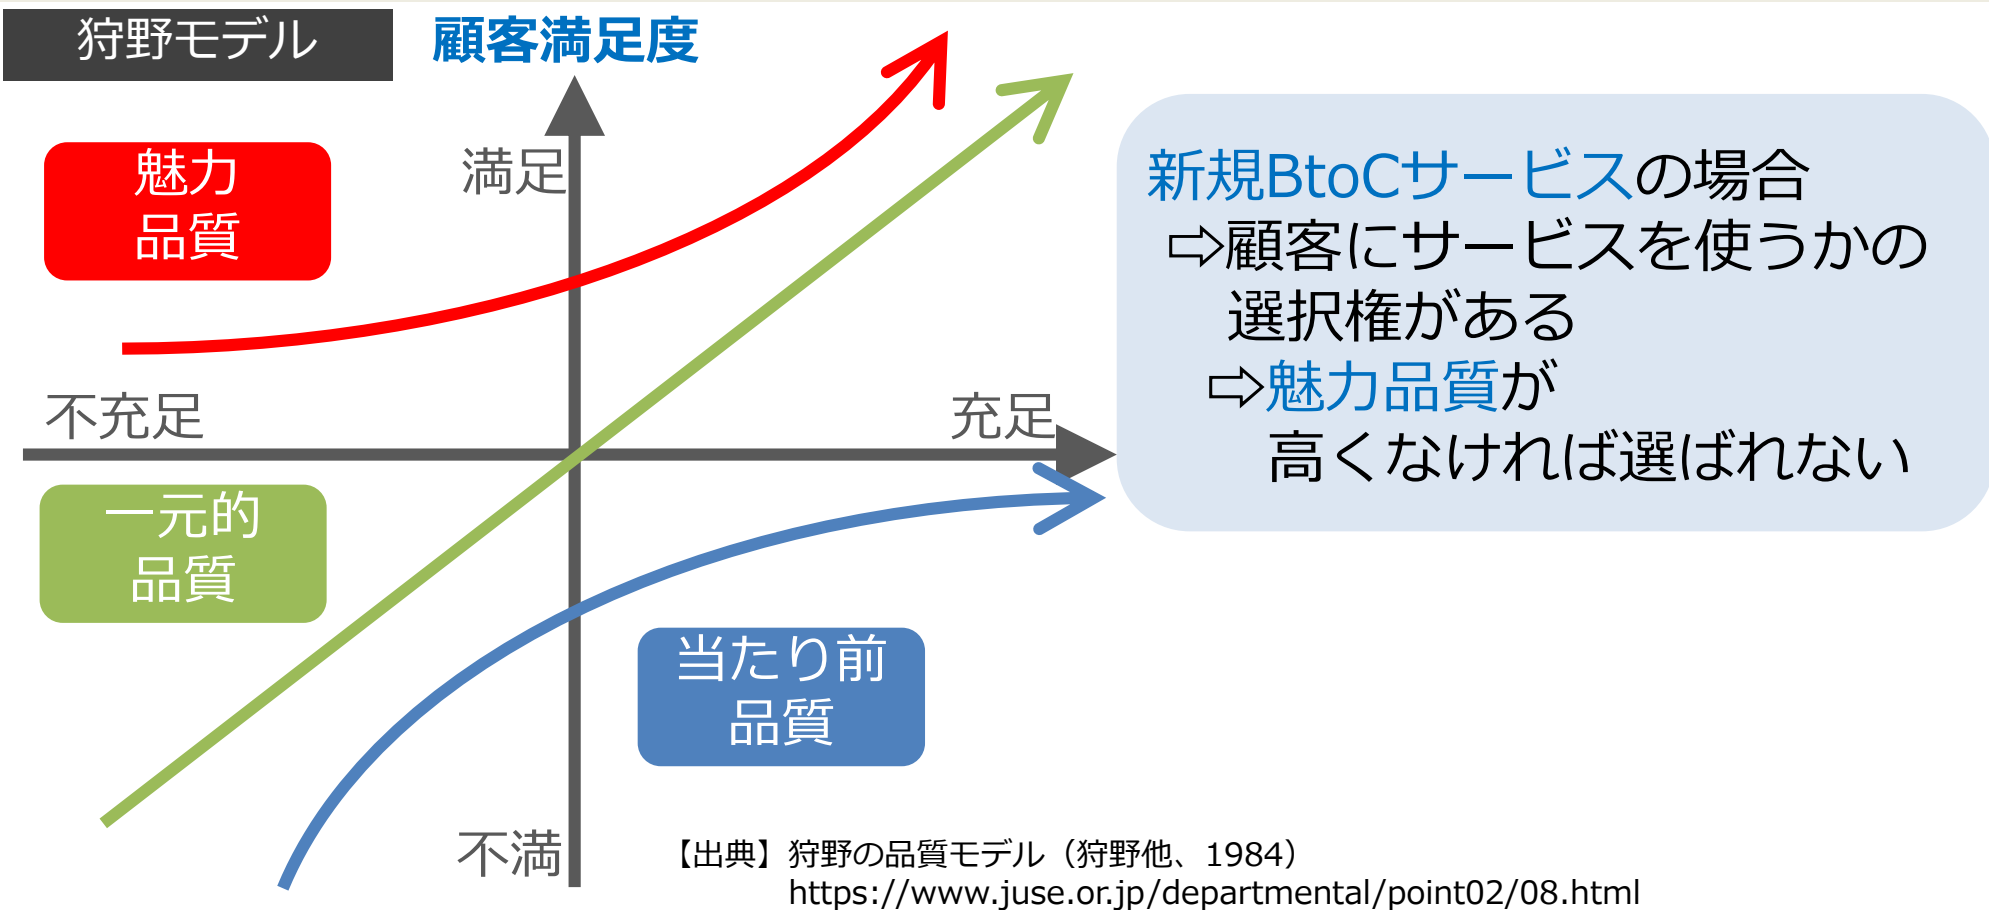 狩野モデル
顧客満足度
魅力
品質
満足
不充足
充足
一元的
品質
当たり前
品質
不満
新規BtoCサービスの場合
⇨顧客にサービスを使うかの
選択権がある
⇨魅力品質が
高くなければ選ばれない
【出典】狩野の品質モデル（狩野他、1984）
https://www.juse.or.jp/departmental/point02/08.html